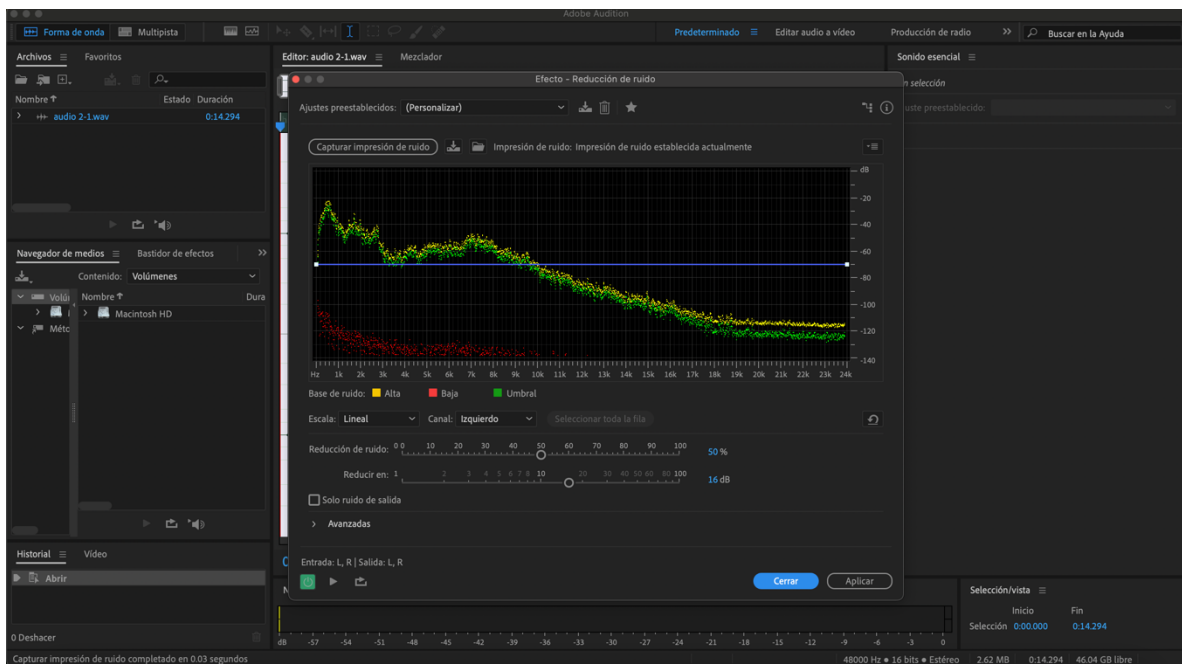 Adobe Audition
Forma de onda Multipista Predeterminado Editar audio a vídeo Producción de radio Buscar en la Ayuda
Archivos Favoritos Editor: audio 2-1.wav Mezclador Sonido esencial
Efecto - Reducción de ruido
Nombre Estado Duración
audio 2-1.wav 0:14.294
Ajustes preestablecidos: (Personalizar)
Capturar impresión de ruido Impresión de ruido: Impresión de ruido establecida actualmente
dB
-20
-40
-60
-80
-100
-120
-140
Hz 1k 2k 3k 4k 5k 6k 7k 8k 9k 10k 11k 12k 13k 14k 15k 16k 17k 18k 19k 20k 21k 22k 23k 24k
Navegador de medios Bastidor de efectos
Contenido: Volúmenes
Nombre Dura
Macintosh HD
Base de ruido: Alta Baja Umbral
Escala: Lineal Canal: Izquierdo Seleccionar toda la fila
Reducción de ruido: 0 0 10 20 30 40 50 60 70 80 90 100 50 %
Reducir en: 1 2 3 4 5 6 7 8 10 20 30 40 50 60 80 100 16 dB
Solo ruido de salida
Avanzadas
Entrada: L, R | Salida: L, R
Cerrar Aplicar
Historial Vídeo
Abrir
0 Deshacer
dB -57 -54 -51 -48 -45 -42 -39 -36 -33 -30 -27 -24 -21 -18 -15 -12 -9 -6 -3 0
Selección/vista
Inicio Fin
Selección 0:00.000 0:14.294
Capturar impresión de ruido completado en 0.03 segundos
48000 Hz • 16 bits • Estéreo 2.62 MB 0:14.294 46.04 GB libre